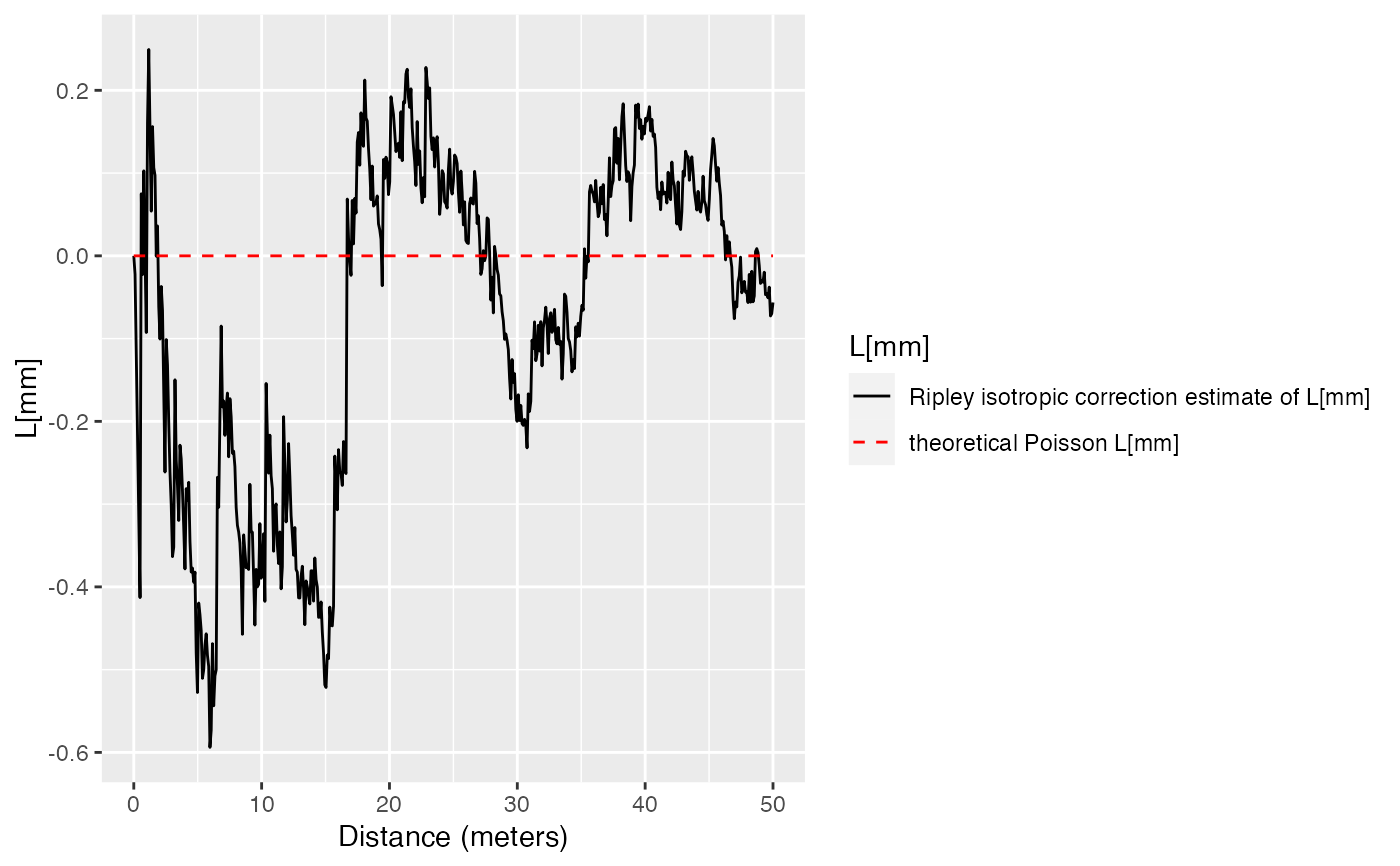 0.2
0.0
-0.2
-0.4
-0.6
L[mm]
0
10
20
30
40
50
Distance (meters)
L[mm]
Ripley isotropic correction estimate of L[mm]
theoretical Poisson L[mm]